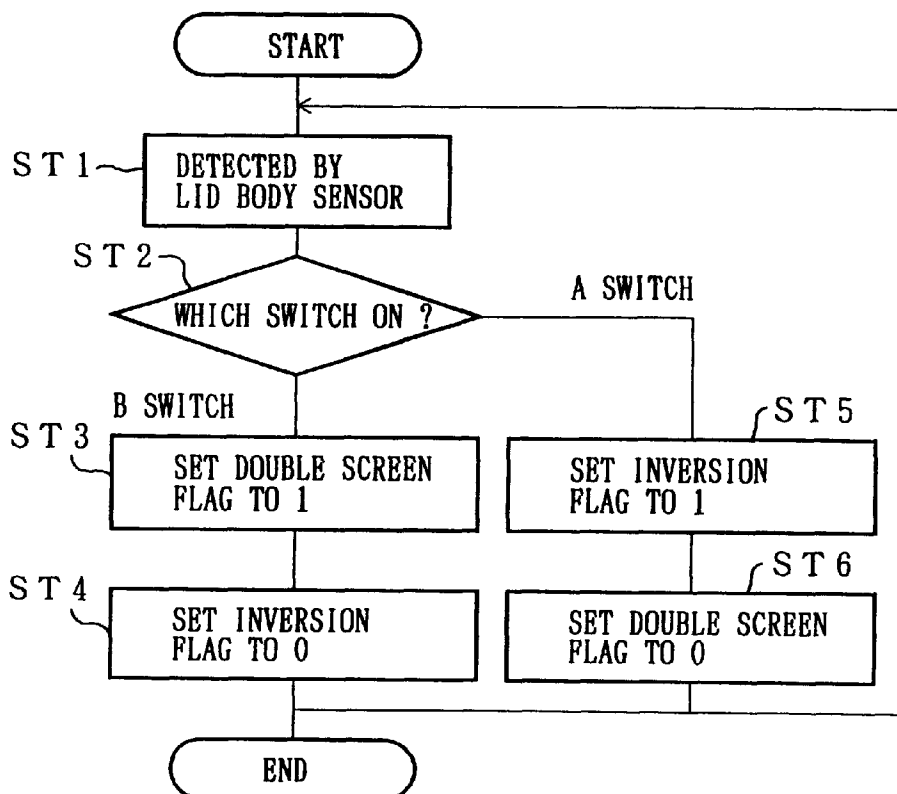 START
ST1
DETECTED BY
LID BODY SENSOR
ST2
WHICH SWITCH ON ?
A SWITCH
B SWITCH
ST3
SET DOUBLE SCREEN
FLAG TO 1
ST5
SET INVERSION
FLAG TO 1
ST4
SET INVERSION
FLAG TO 0
ST6
SET DOUBLE SCREEN
FLAG TO 0
END